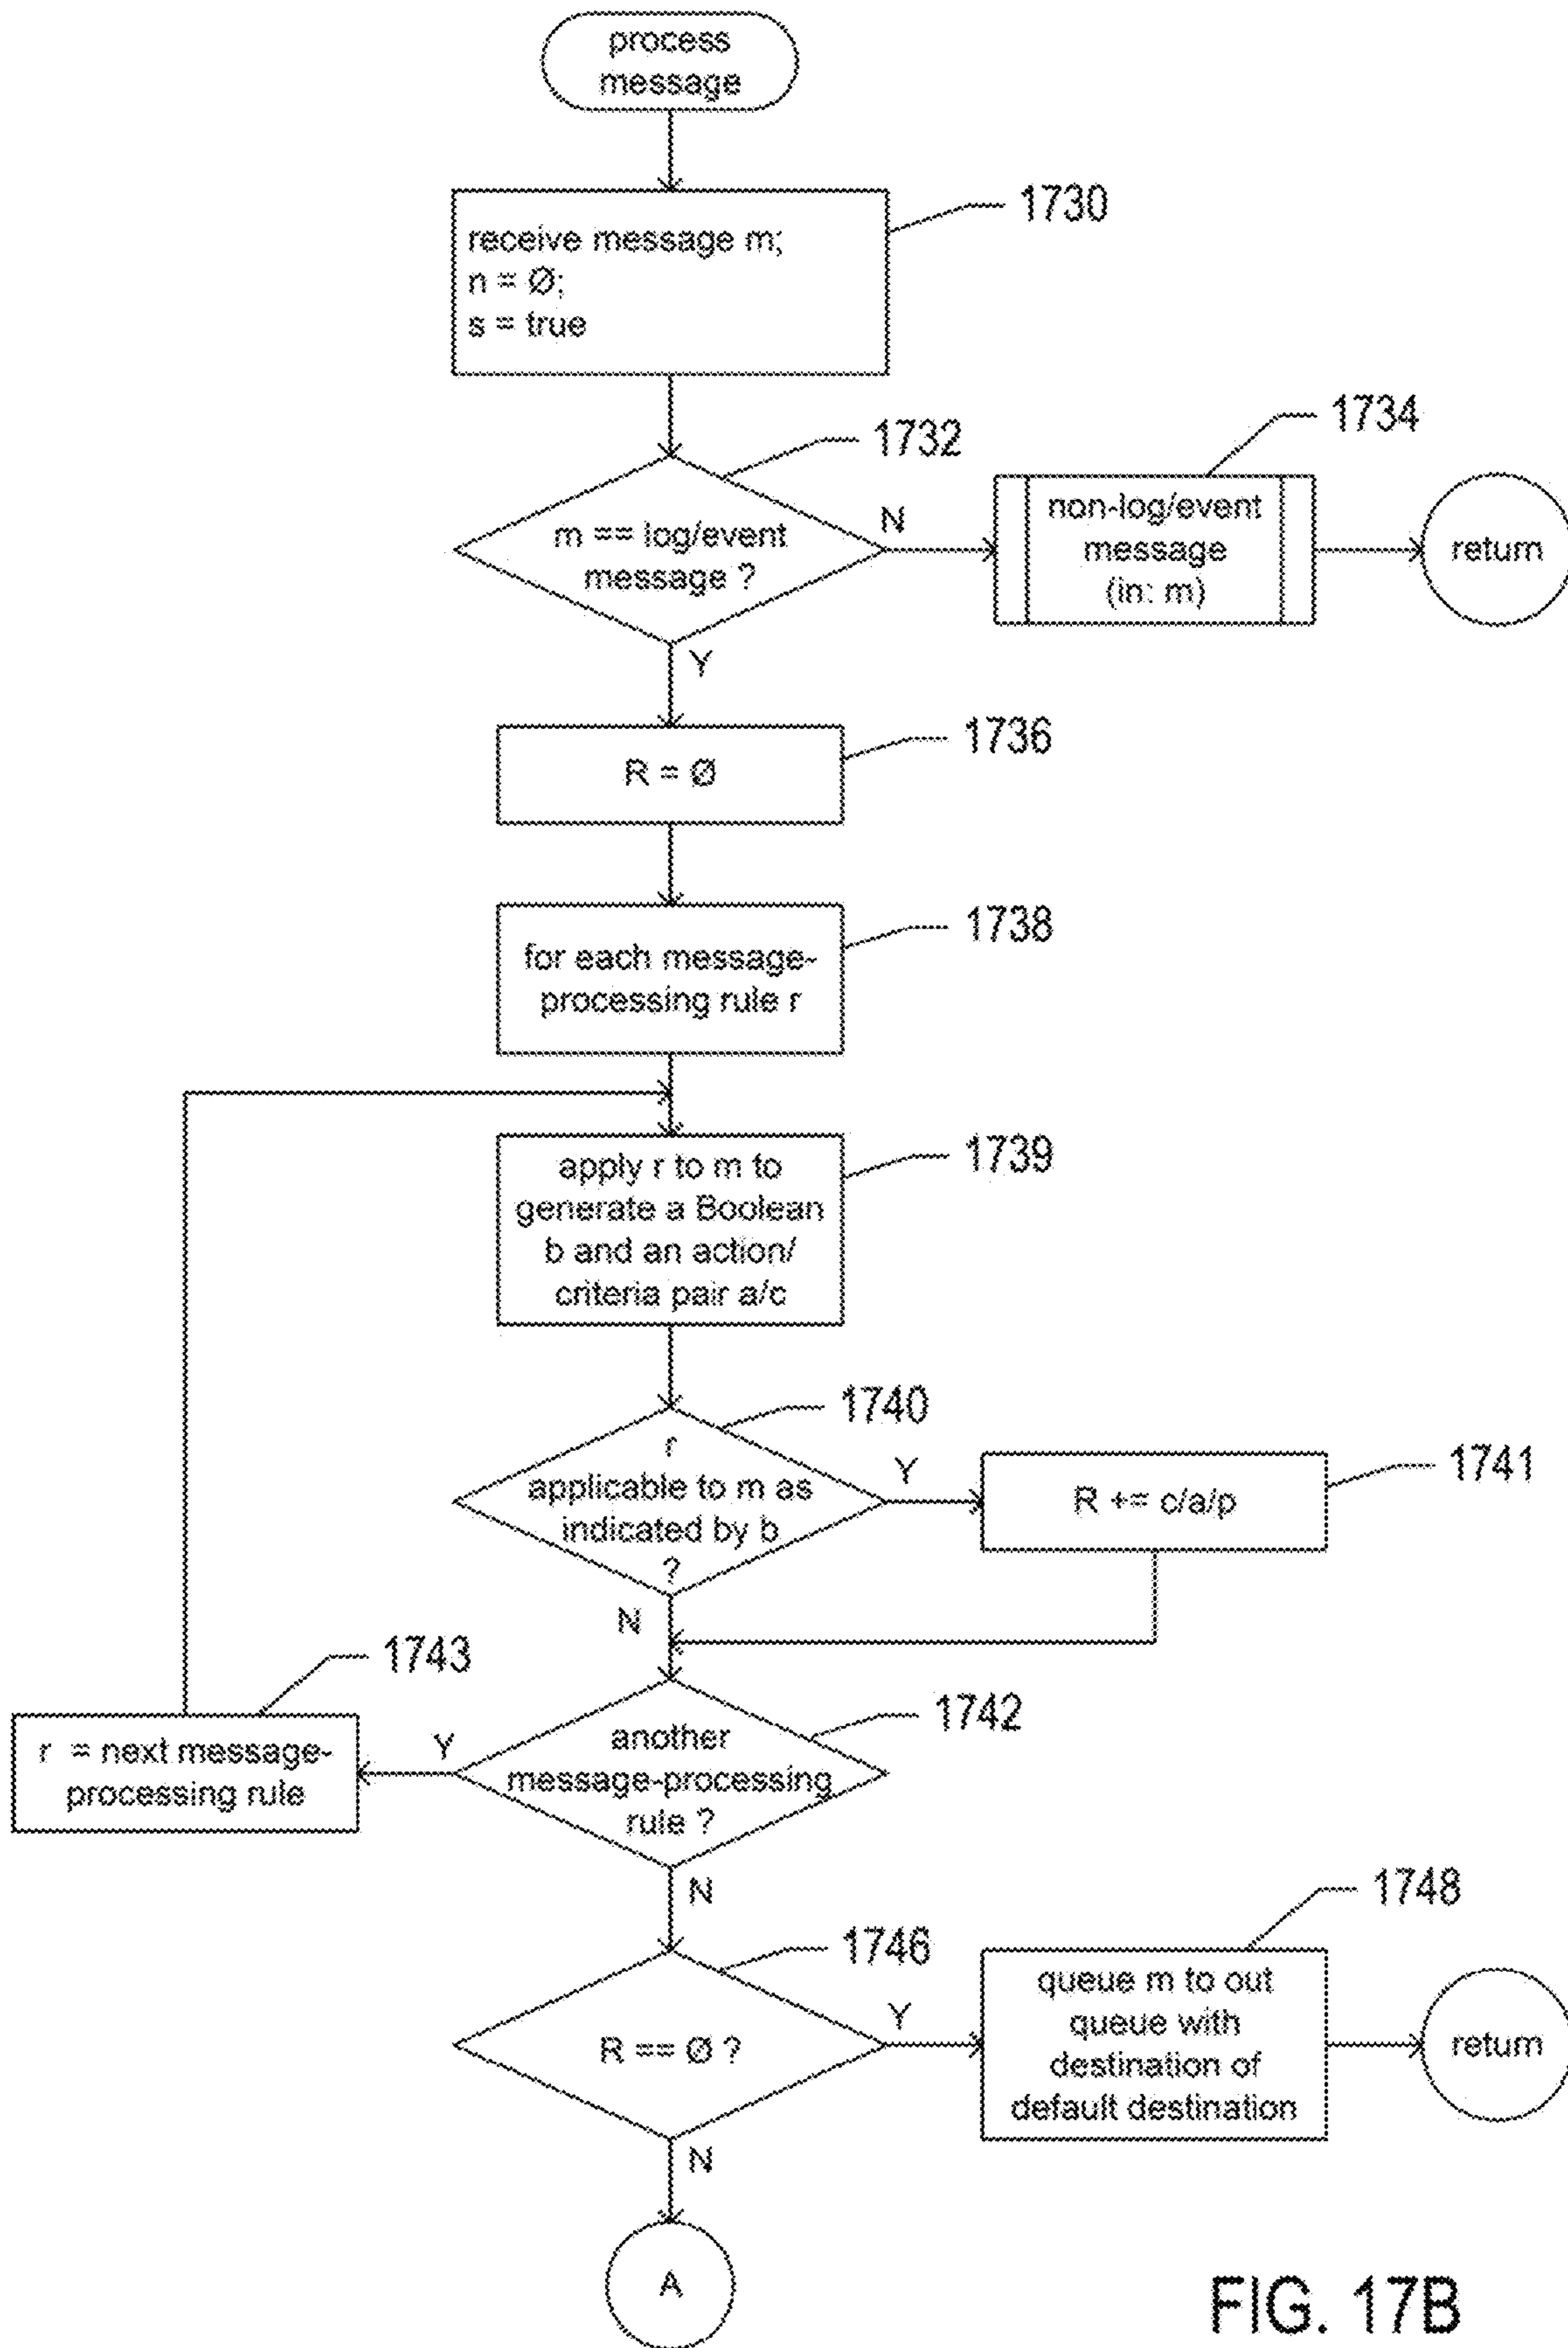 process
message
1730
receive message m;
n = Ø;
s = true
1732
1734
m == log/event
message ?
N
non-log/event
message
(in: m)
return
Y
1736
R = Ø
1738
for each message-
processing rule r
1739
apply r to m to
generate a Boolean
b and an action/
criteria pair a/c
1740
r
applicable to m as
indicated by b
?
Y
1741
R += c/a/p
N
1743
1742
r = next message-
processing rule
Y
another
message-processing
rule ?
N
1748
1746
R == Ø ?
Y
queue m to out
queue with
destination of
default destination
return
N
A
FIG. 17B